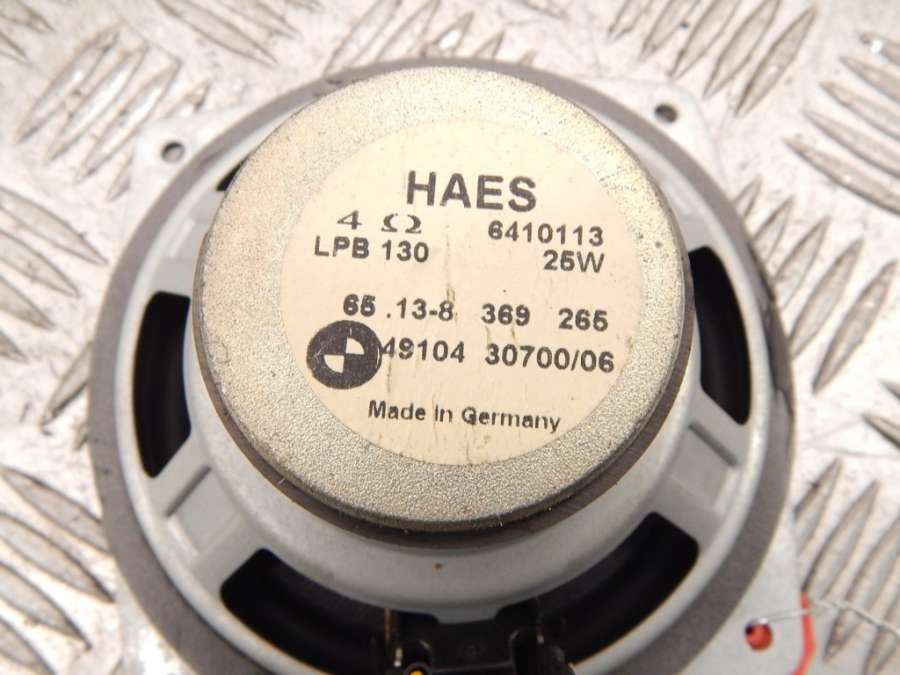 HAES
4 Ω 6410113
LPB 130 25W
65 .13-8 369 265
49104 30700/06
Made in Germany